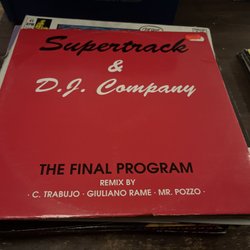 Supertrack
&
D.J. Company
THE FINAL PROGRAM
REMIX BY
· C. TRABUJO · GIULIANO RAME · MR. POZZO ·